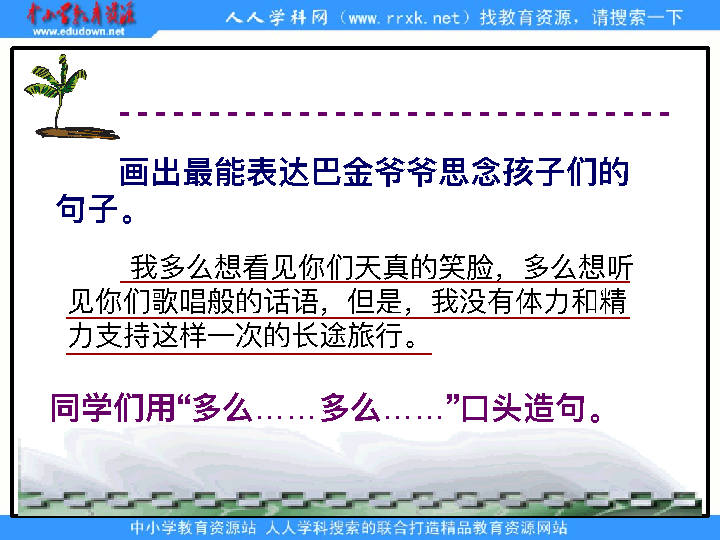 中小学教育资源
www.edudown.net
人人学科网（www.rrxk.net）找教育资源，请搜索一下
画出最能表达巴金爷爷思念孩子们的
句子。
我多么想看见你们天真的笑脸，多么想听
见你们歌唱般的话语，但是，我没有体力和精
力支持这样一次的长途旅行。
同学们用“多么……多么……”口头造句。
中小学教育资源站 人人学科搜索的联合打造精品教育资源网站